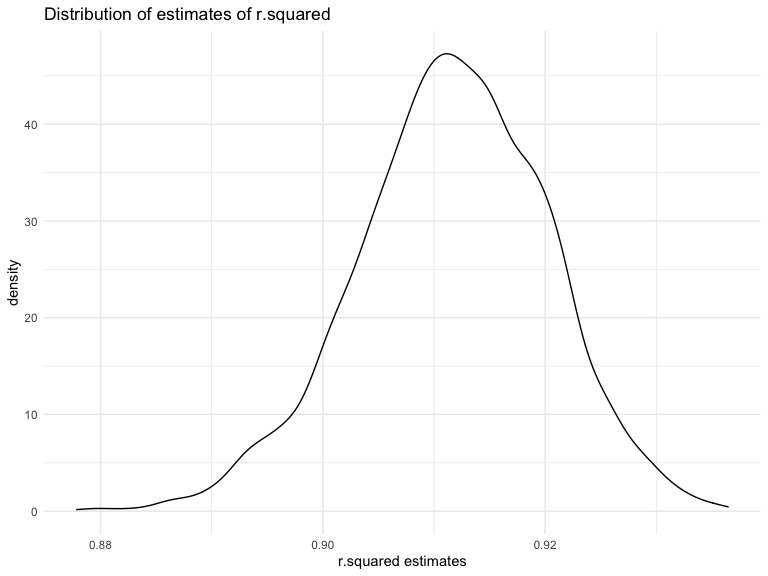 Distribution of estimates of r.squared
density
40
30
20
10
0
0.88
0.90
0.92
r.squared estimates